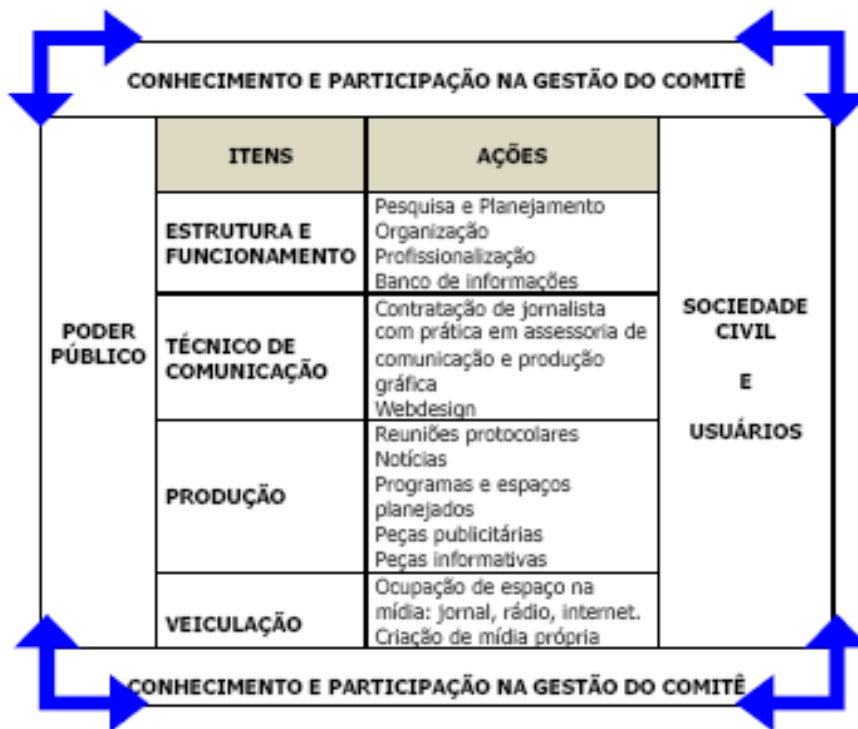 CONHECIMENTO E PARTICIPAÇÃO NA GESTÃO DO COMITÊ
PODER
PÚBLICO
ITENS
AÇÕES
ESTRUTURA E
FUNCIONAMENTO
Pesquisa e Planejamento
Organização
Profissionalização
Banco de informações
TÉCNICO DE
COMUNICAÇÃO
Contratação de jornalista
com prática em assessoria de
comunicação e produção
gráfica
Webdesign
PRODUÇÃO
Reuniões protocolares
Notícias
Programas e espaços
planejados
Peças publicitárias
Peças informativas
VEICULAÇÃO
Ocupação de espaço na
mídia: jornal, rádio, internet.
Criação de mídia própria
SOCIEDADE
CIVIL
E
USUÁRIOS
CONHECIMENTO E PARTICIPAÇÃO NA GESTÃO DO COMITÊ